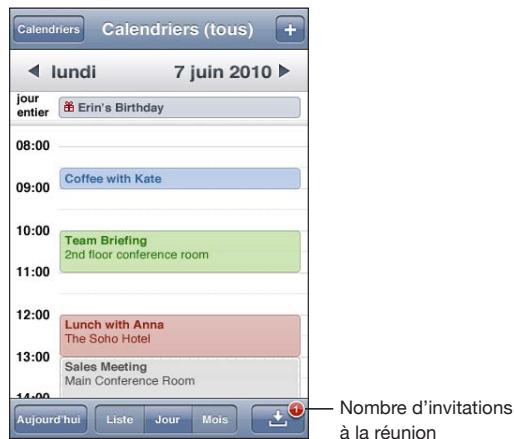 Calendriers Calendriers (tous) +
lundi 7 juin 2010
jour
entier
Erin's Birthday
08:00
Coffee with Kate
09:00
10:00
Team Briefing
2nd floor conference room
11:00
12:00
Lunch with Anna
The Soho Hotel
13:00
Sales Meeting
Main Conference Room
14:00
Aujourd'hui Liste Jour Mois 1
Nombre d'invitations
à la réunion